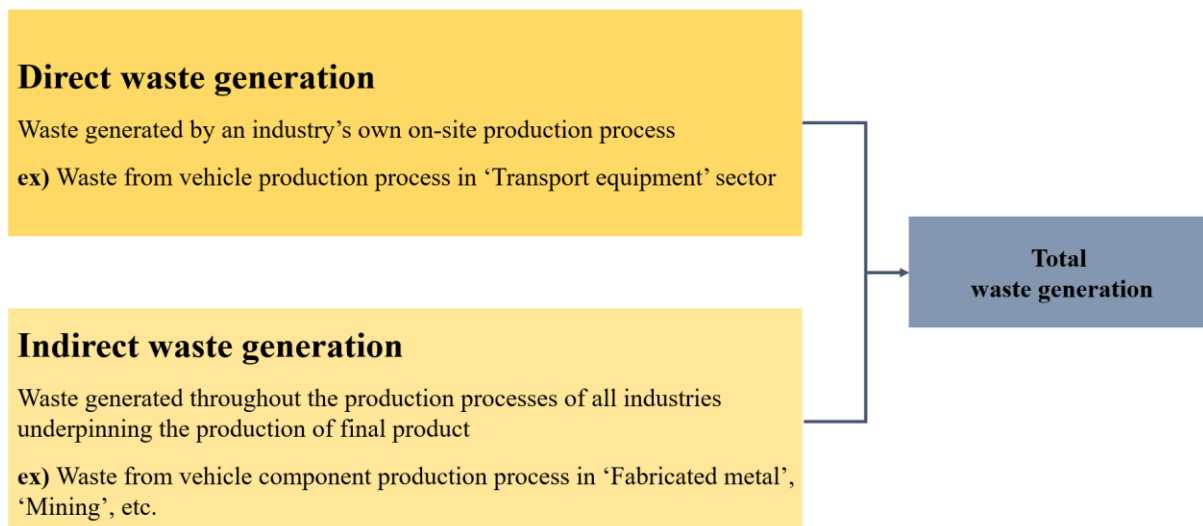 Direct waste generation
Waste generated by an industry’s own on-site production process
ex) Waste from vehicle production process in ‘Transport equipment’ sector
Total
waste generation
Indirect waste generation
Waste generated throughout the production processes of all industries
underpinning the production of final product
ex) Waste from vehicle component production process in ‘Fabricated metal’,
‘Mining’, etc.